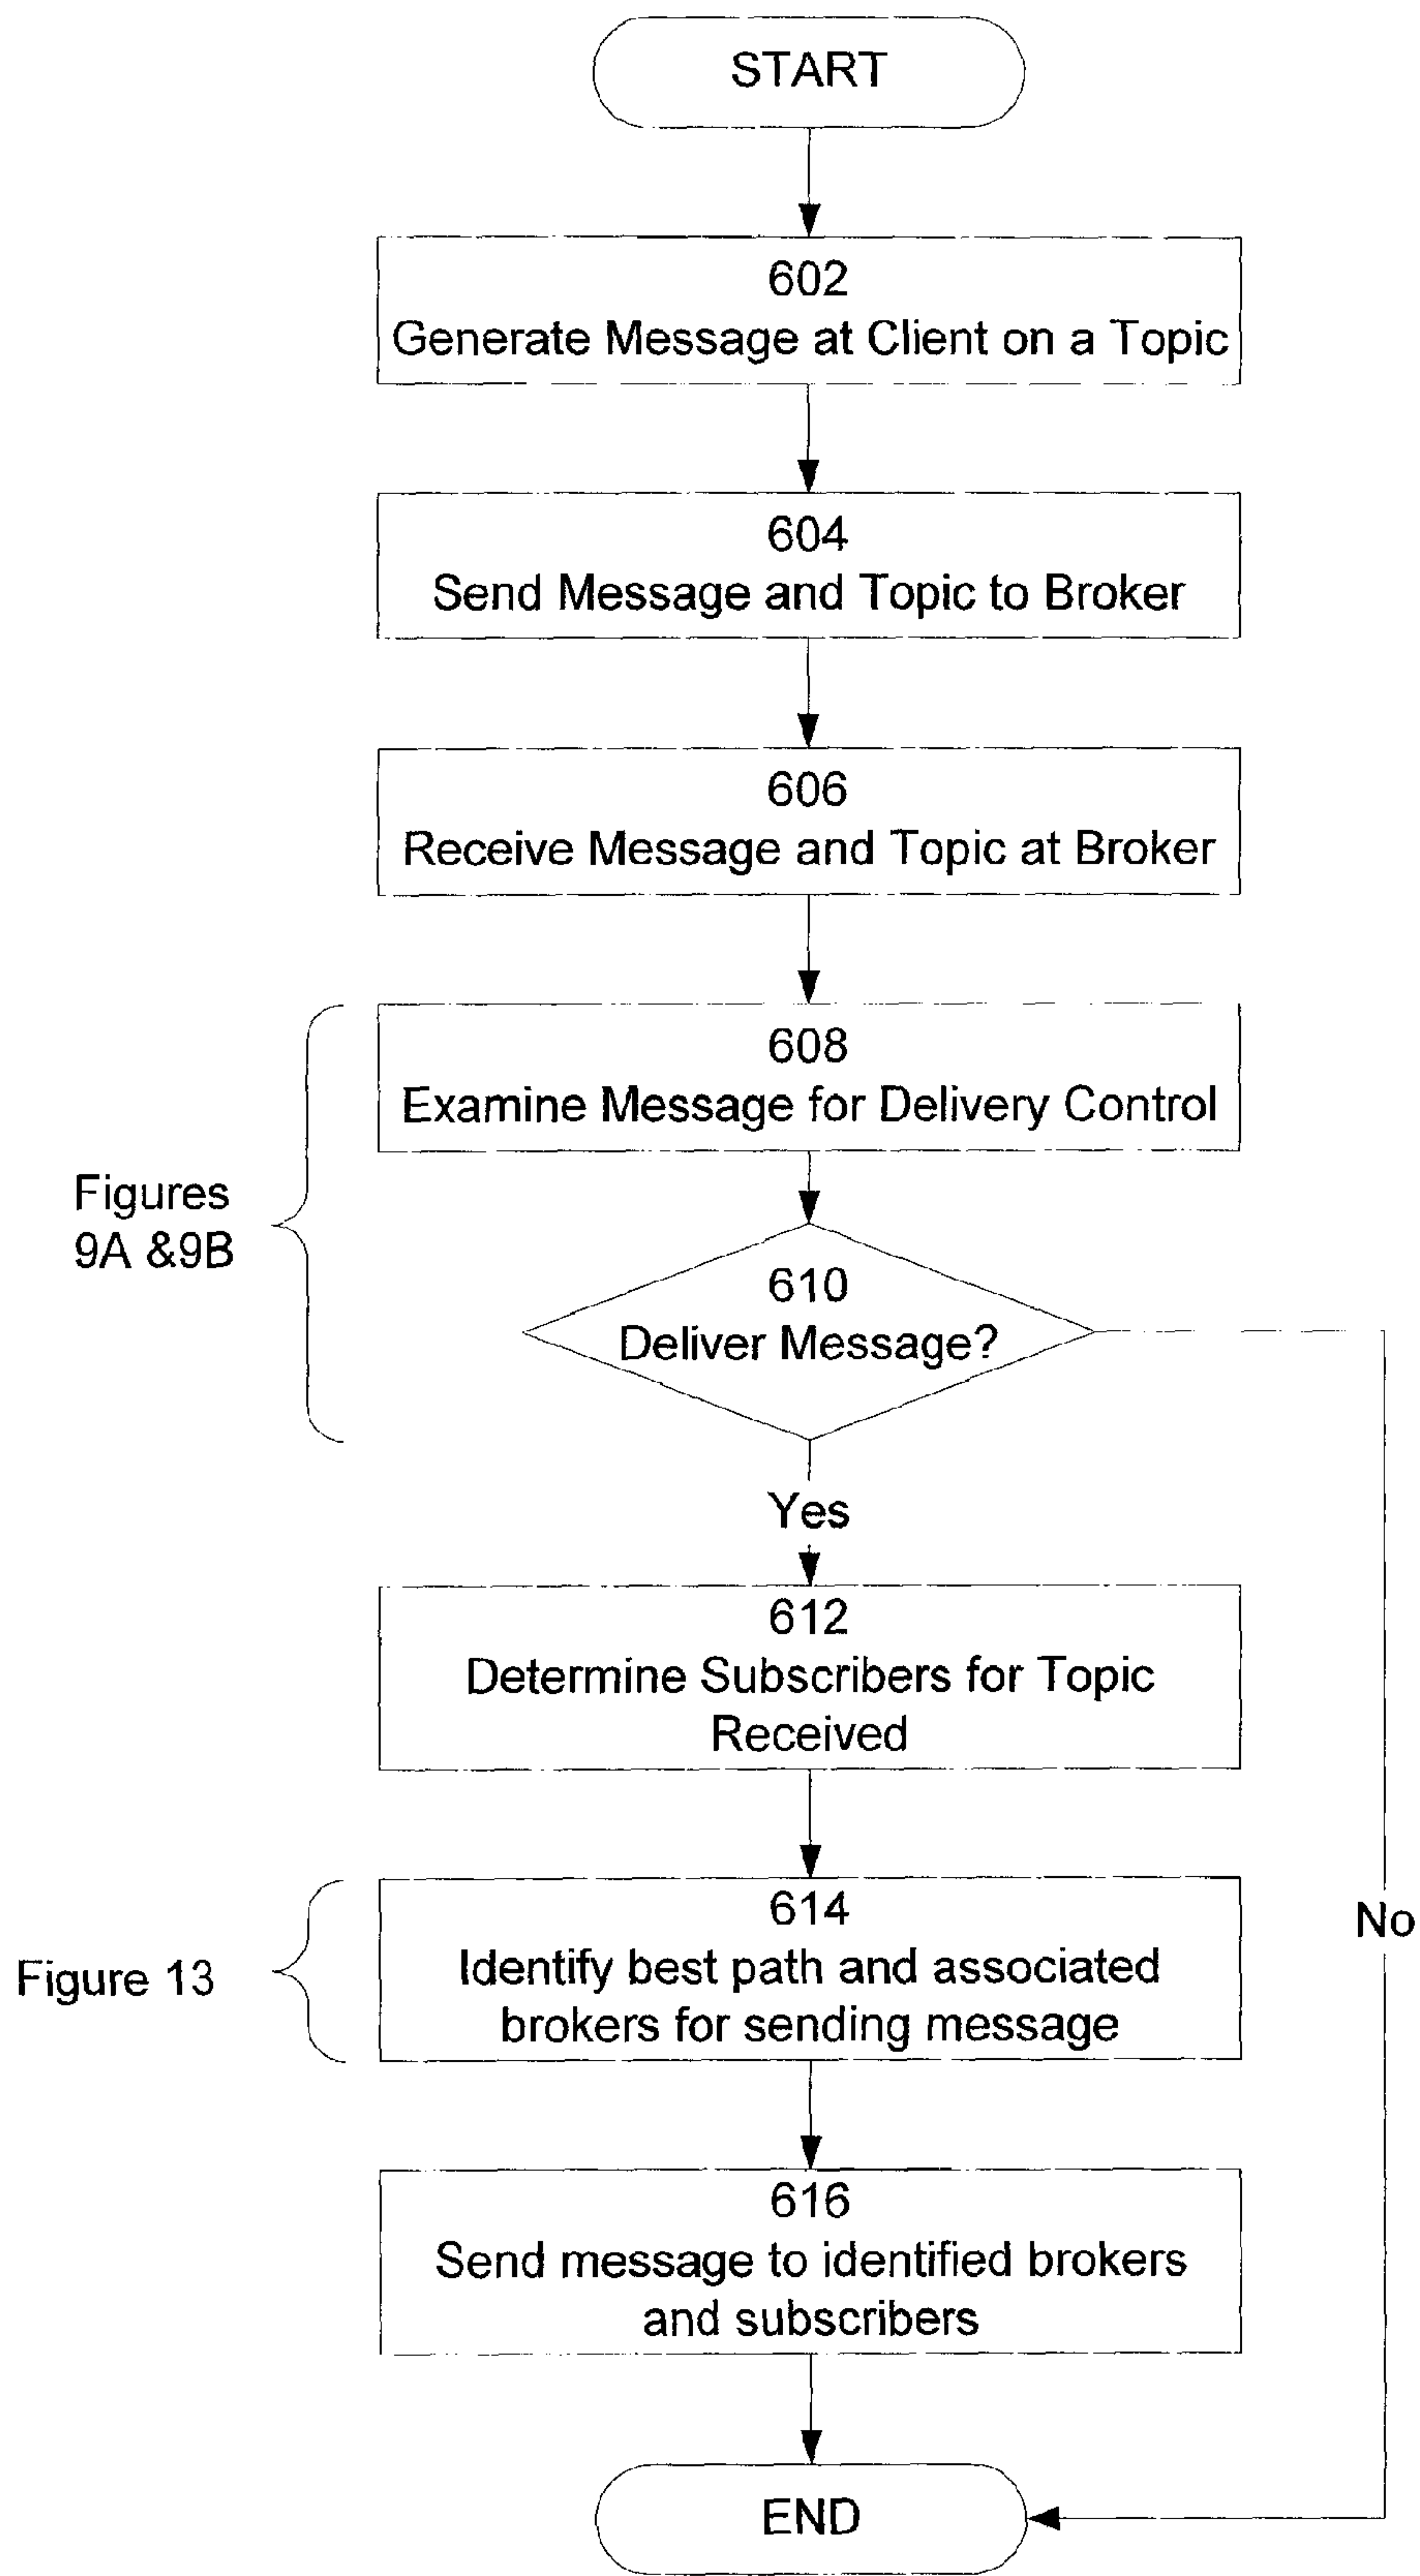 START
602
Generate Message at Client on a Topic
604
Send Message and Topic to Broker
606
Receive Message and Topic at Broker
608
Examine Message for Delivery Control
Figures
9A &9B
610
Deliver Message?
Yes
612
Determine Subscribers for Topic
Received
614
Identify best path and associated
brokers for sending message
Figure 13
No
616
Send message to identified brokers
and subscribers
END